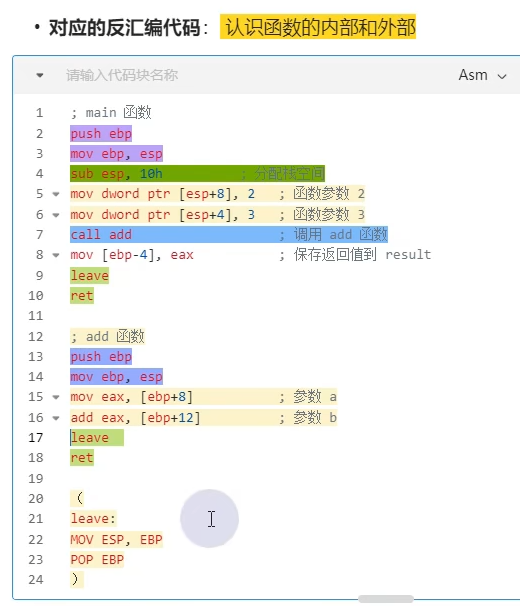 • 对应的反汇编代码： 认识函数的内部和外部
请输入代码块名称 Asm
1 ; main 函数
2 push ebp
3 mov ebp, esp
4 sub esp, 10h ; 分配栈空间
5 mov dword ptr [esp+8], 2 ; 函数参数 2
6 mov dword ptr [esp+4], 3 ; 函数参数 3
7 call add ; 调用 add 函数
8 mov [ebp-4], eax ; 保存返回值到 result
9 leave
10 ret
11
12 ; add 函数
13 push ebp
14 mov ebp, esp
15 mov eax, [ebp+8] ; 参数 a
16 add eax, [ebp+12] ; 参数 b
17 leave
18 ret
19
20 （
21 leave:
22 MOV ESP, EBP
23 POP EBP
24 ）